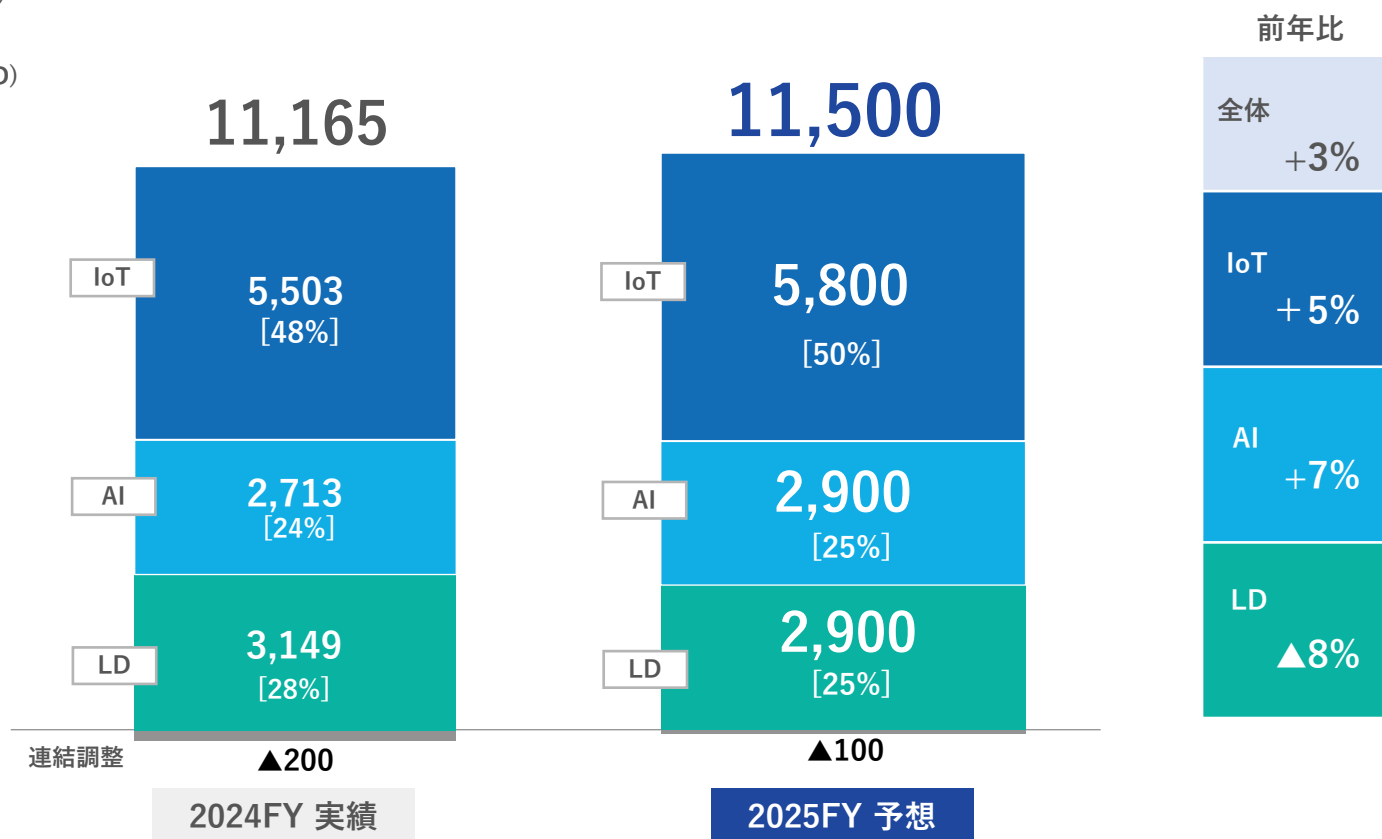 11,165
IoT
5,503
[48%]
AI
2,713
[24%]
LD
3,149
[28%]
連結調整
▲200
2024FY 実績
11,500
IoT
5,800
[50%]
AI
2,900
[25%]
LD
2,900
[25%]
▲100
2025FY 予想
前年比
全体
+3%
IoT
+5%
AI
+7%
LD
▲8%